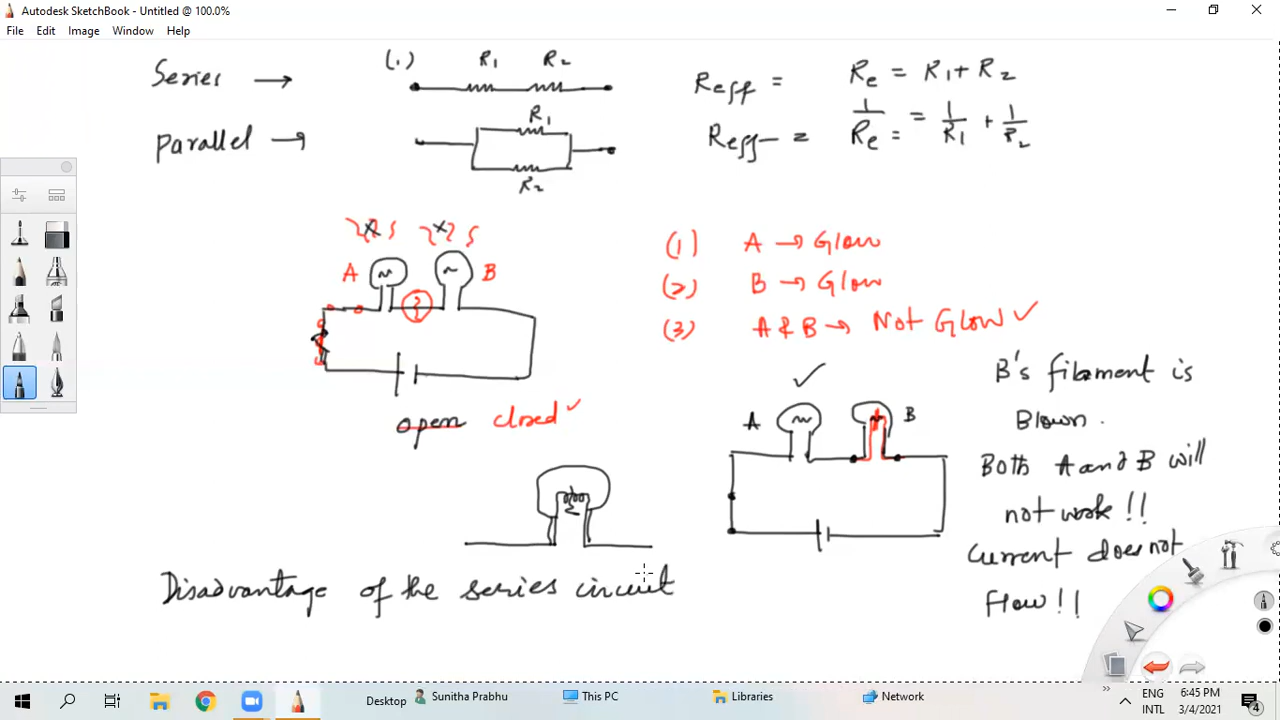 Autodesk SketchBook - Untitled @ 100.0%
File Edit Image Window Help
Series → (1.) R1 R2 Reff = Re = R1 + R2
Parallel → R1 Reff = 1/Re = 1/R1 + 1/R2
R2
A B
(1) A → Glow
(2) B → Glow
(3) A & B → Not Glow ✓
open closed ✓
A B
B's filament is
Blown.
Both A and B will
not work!!
Current does not
flow!!
Disadvantage of the series circuit
Desktop Sunitha Prabhu This PC Libraries Network
ENG 6:45 PM
INTL 3/4/2021 4